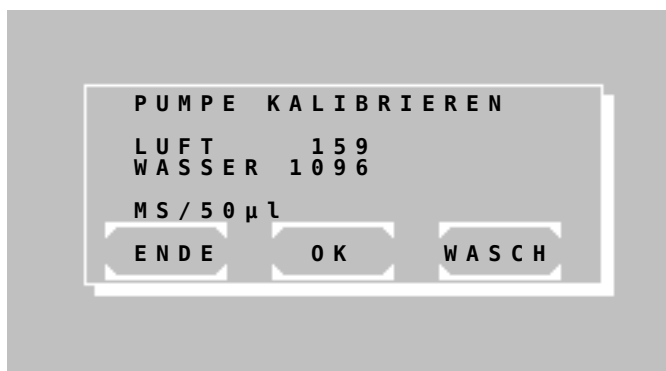 PUMPE KALIBRIEREN
LUFT 159
WASSER 1096
MS/50µl
ENDE OK WASCH